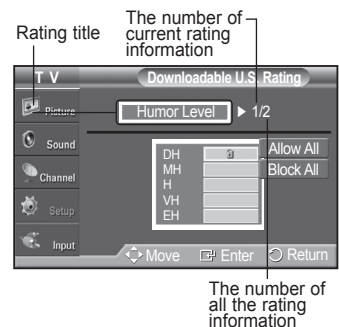 The number of
current rating
information
Rating title
T V
Downloadable U.S. Rating
Picture
Humor Level ▶ 1/2
Sound
DH
Allow All
MH
Block All
Channel
H
VH
Setup
EH
Input
Move Enter Return
The number of
all the rating
information